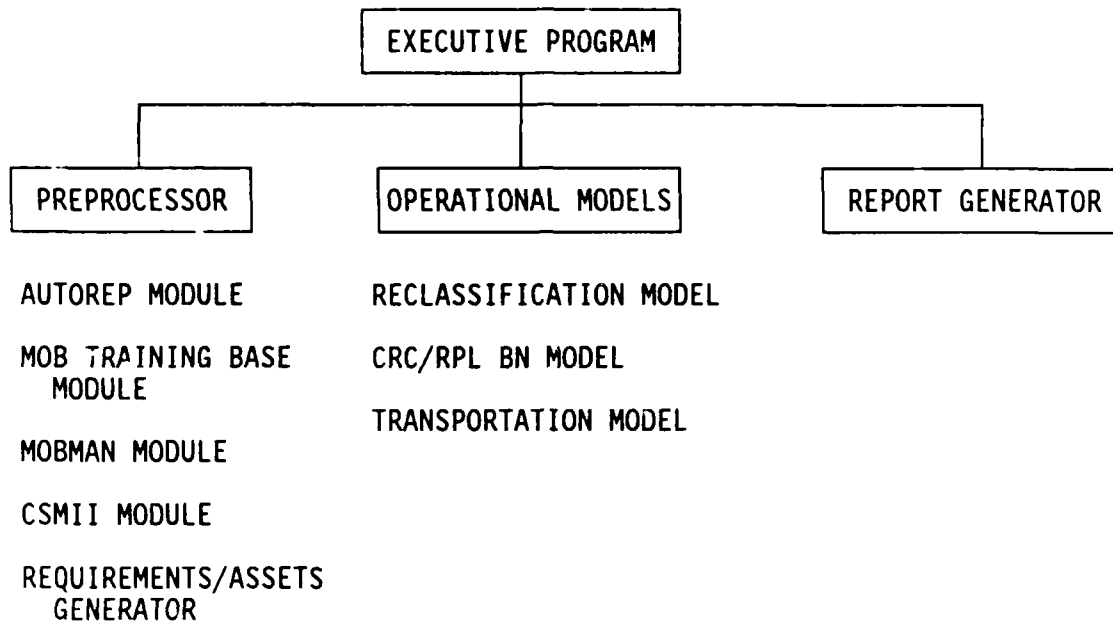 EXECUTIVE PROGRAM
PREPROCESSOR
OPERATIONAL MODELS
REPORT GENERATOR
AUTOREP MODULE
MOB TRAINING BASE
MODULE
MOBMAN MODULE
CSMII MODULE
REQUIREMENTS/ASSETS
GENERATOR
RECLASSIFICATION MODEL
CRC/RPL BN MODEL
TRANSPORTATION MODEL